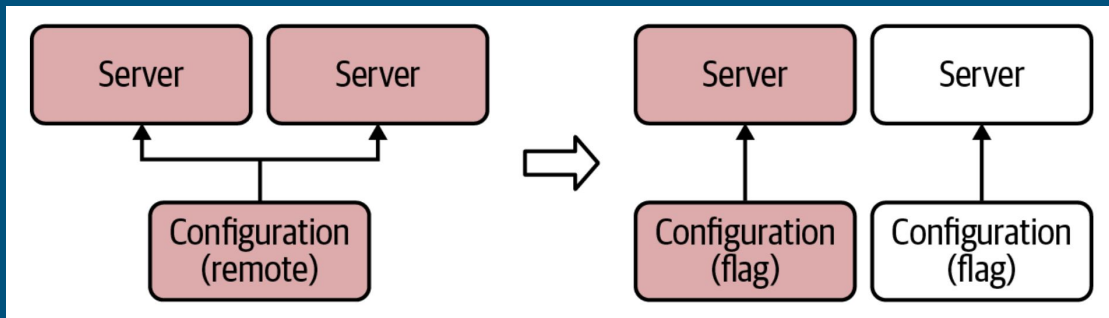 Server
Server
Configuration
(remote)
Server
Server
Configuration
(flag)
Configuration
(flag)